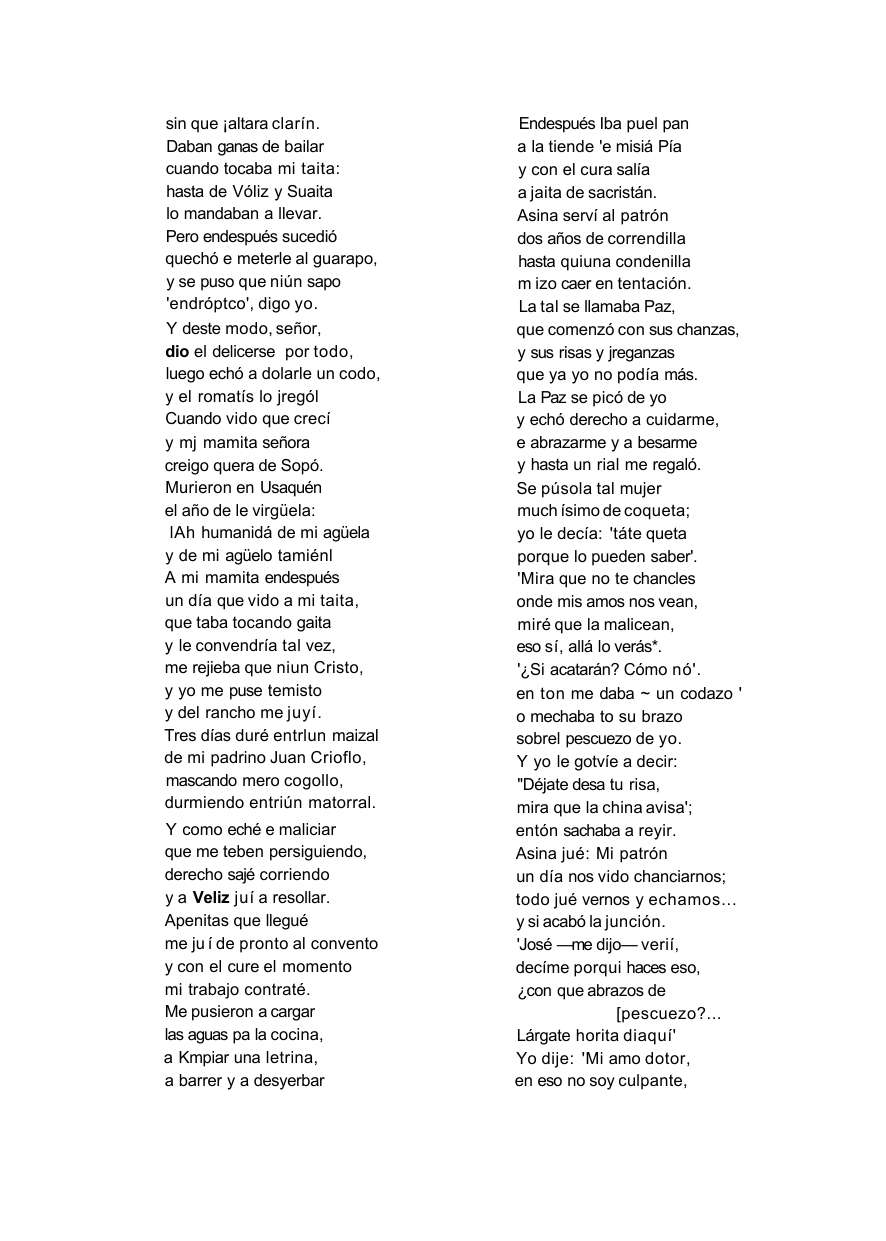 sin que ¡altara clarín.
Daban ganas de bailar
cuando tocaba mi taita:
hasta de Vóliz y Suaita
lo mandaban a llevar.
Pero endespués sucedió
quechó e meterle al guarapo,
y se puso que niún sapo
'endróptco', digo yo.
Y deste modo, señor,
dio el delicerse por todo,
luego echó a dolarle un codo,
y el romatís lo jregól
Cuando vido que crecí
y mj mamita señora
creigo quera de Sopó.
Murieron en Usaquén
el año de le virgüela:
lAh humanidá de mi agüela
y de mi agüelo tamiénl
A mi mamita endespués
un día que vido a mi taita,
que taba tocando gaita
y le convendría tal vez,
me rejieba que niun Cristo,
y yo me puse temisto
y del rancho me juyí.
Tres días duré entrlun maizal
de mi padrino Juan Crioflo,
mascando mero cogollo,
durmiendo entriún matorral.
Y como eché e maliciar
que me teben persiguiendo,
derecho sajé corriendo
y a Veliz juí a resollar.
Apenitas que llegué
me ju í de pronto al convento
y con el cure el momento
mi trabajo contraté.
Me pusieron a cargar
las aguas pa la cocina,
a Kmpiar una letrina,
a barrer y a desyerbar
Endespués Iba puel pan
a la tiende 'e misiá Pía
y con el cura salía
a jaita de sacristán.
Asina serví al patrón
dos años de correndilla
hasta quiuna condenilla
m izo caer en tentación.
La tal se llamaba Paz,
que comenzó con sus chanzas,
y sus risas y jreganzas
que ya yo no podía más.
La Paz se picó de yo
y echó derecho a cuidarme,
e abrazarme y a besarme
y hasta un rial me regaló.
Se púsola tal mujer
much ísimo de coqueta;
yo le decía: 'táte queta
porque lo pueden saber'.
'Mira que no te chancles
onde mis amos nos vean,
miré que la malicean,
eso sí, allá lo verás*.
'¿Si acatarán? Cómo nó'.
en ton me daba ~ un codazo '
o mechaba to su brazo
sobrel pescuezo de yo.
Y yo le gotvíe a decir:
"Déjate desa tu risa,
mira que la china avisa';
entón sachaba a reyir.
Asina jué: Mi patrón
un día nos vido chanciarnos;
todo jué vernos y echamos...
y si acabó la junción.
'José —me dijo— verií,
decíme porqui haces eso,
¿con que abrazos de
[pescuezo?...
Lárgate horita diaquí'
Yo dije: 'Mi amo dotor,
en eso no soy culpante,